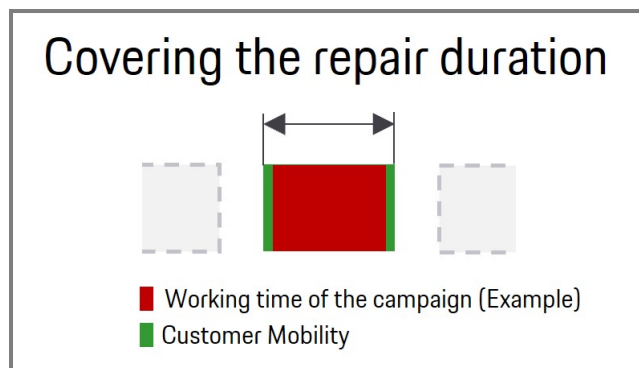 Covering the repair duration
Working time of the campaign (Example)
Customer Mobility